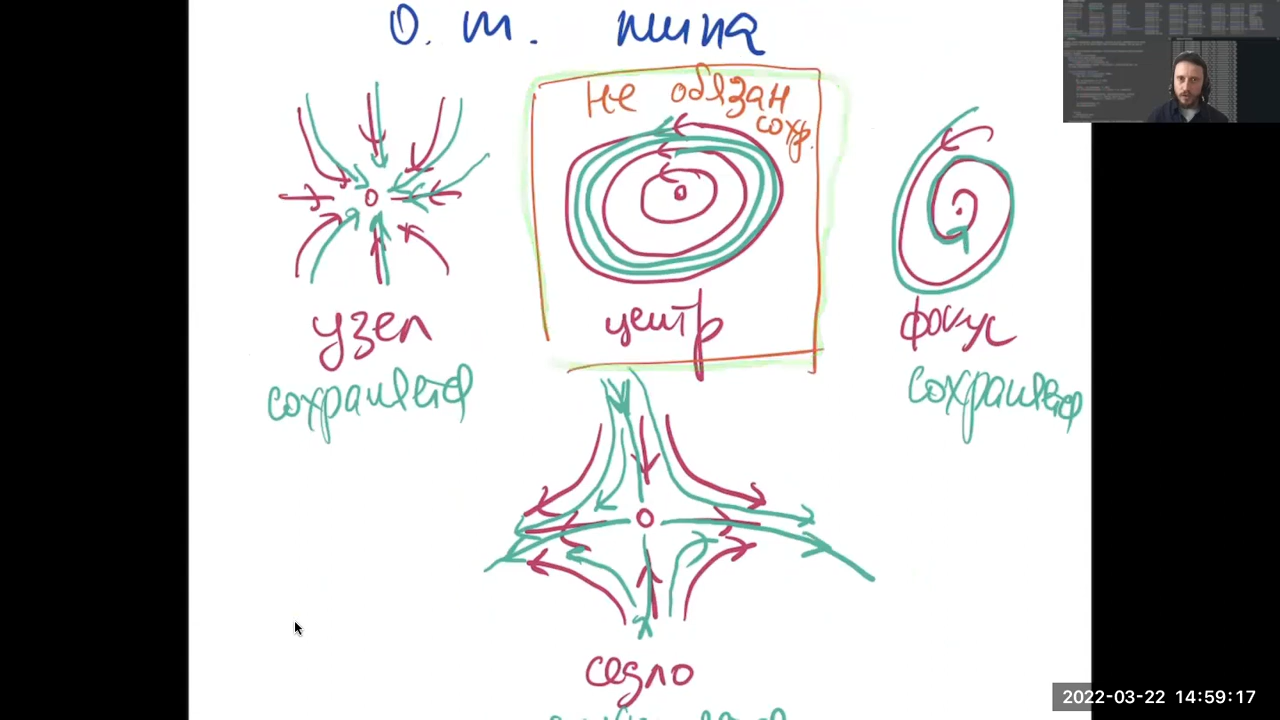 О. т. типа
не обязан
сохр.
узел
центр
фокус
сохраняется
сохраняется
седло
2022-03-22 14:59:17